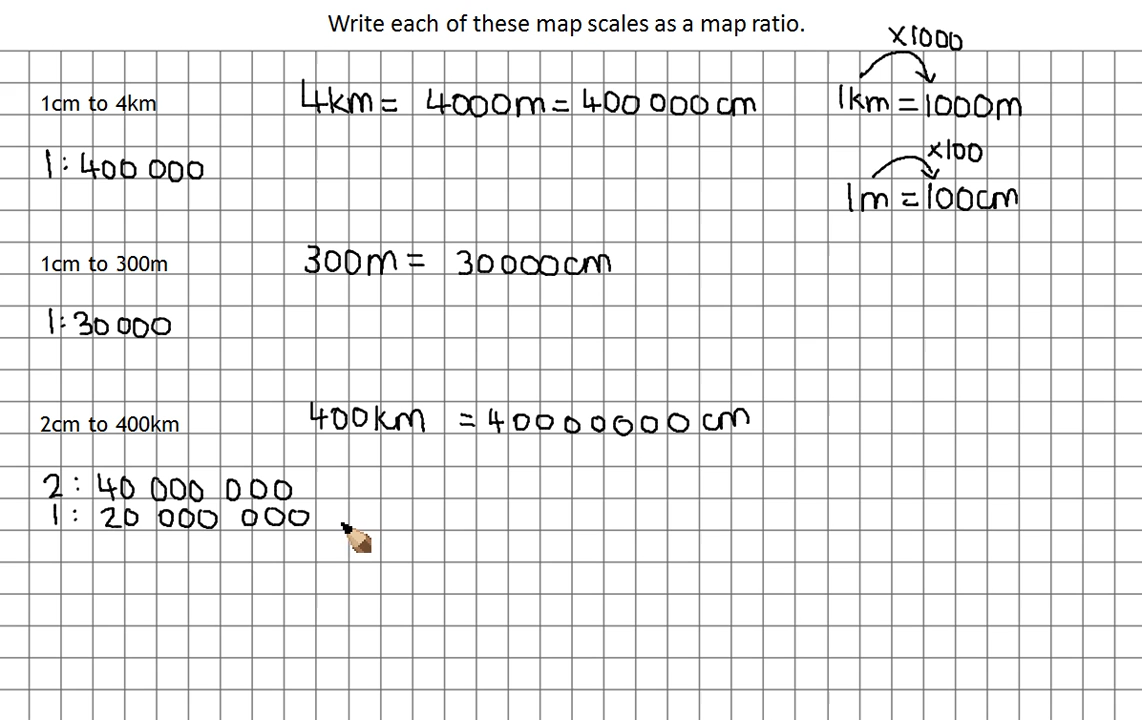 Write each of these map scales as a map ratio.
×1000
1cm to 4km 4km = 4000m = 400 000 cm 1km = 1000m
×100
1 : 400 000
1m = 100cm
1cm to 300m 300m = 30000cm
1 : 30 000
2cm to 400km 400km = 40000000 cm
2 : 40 000 000
1 : 20 000 000